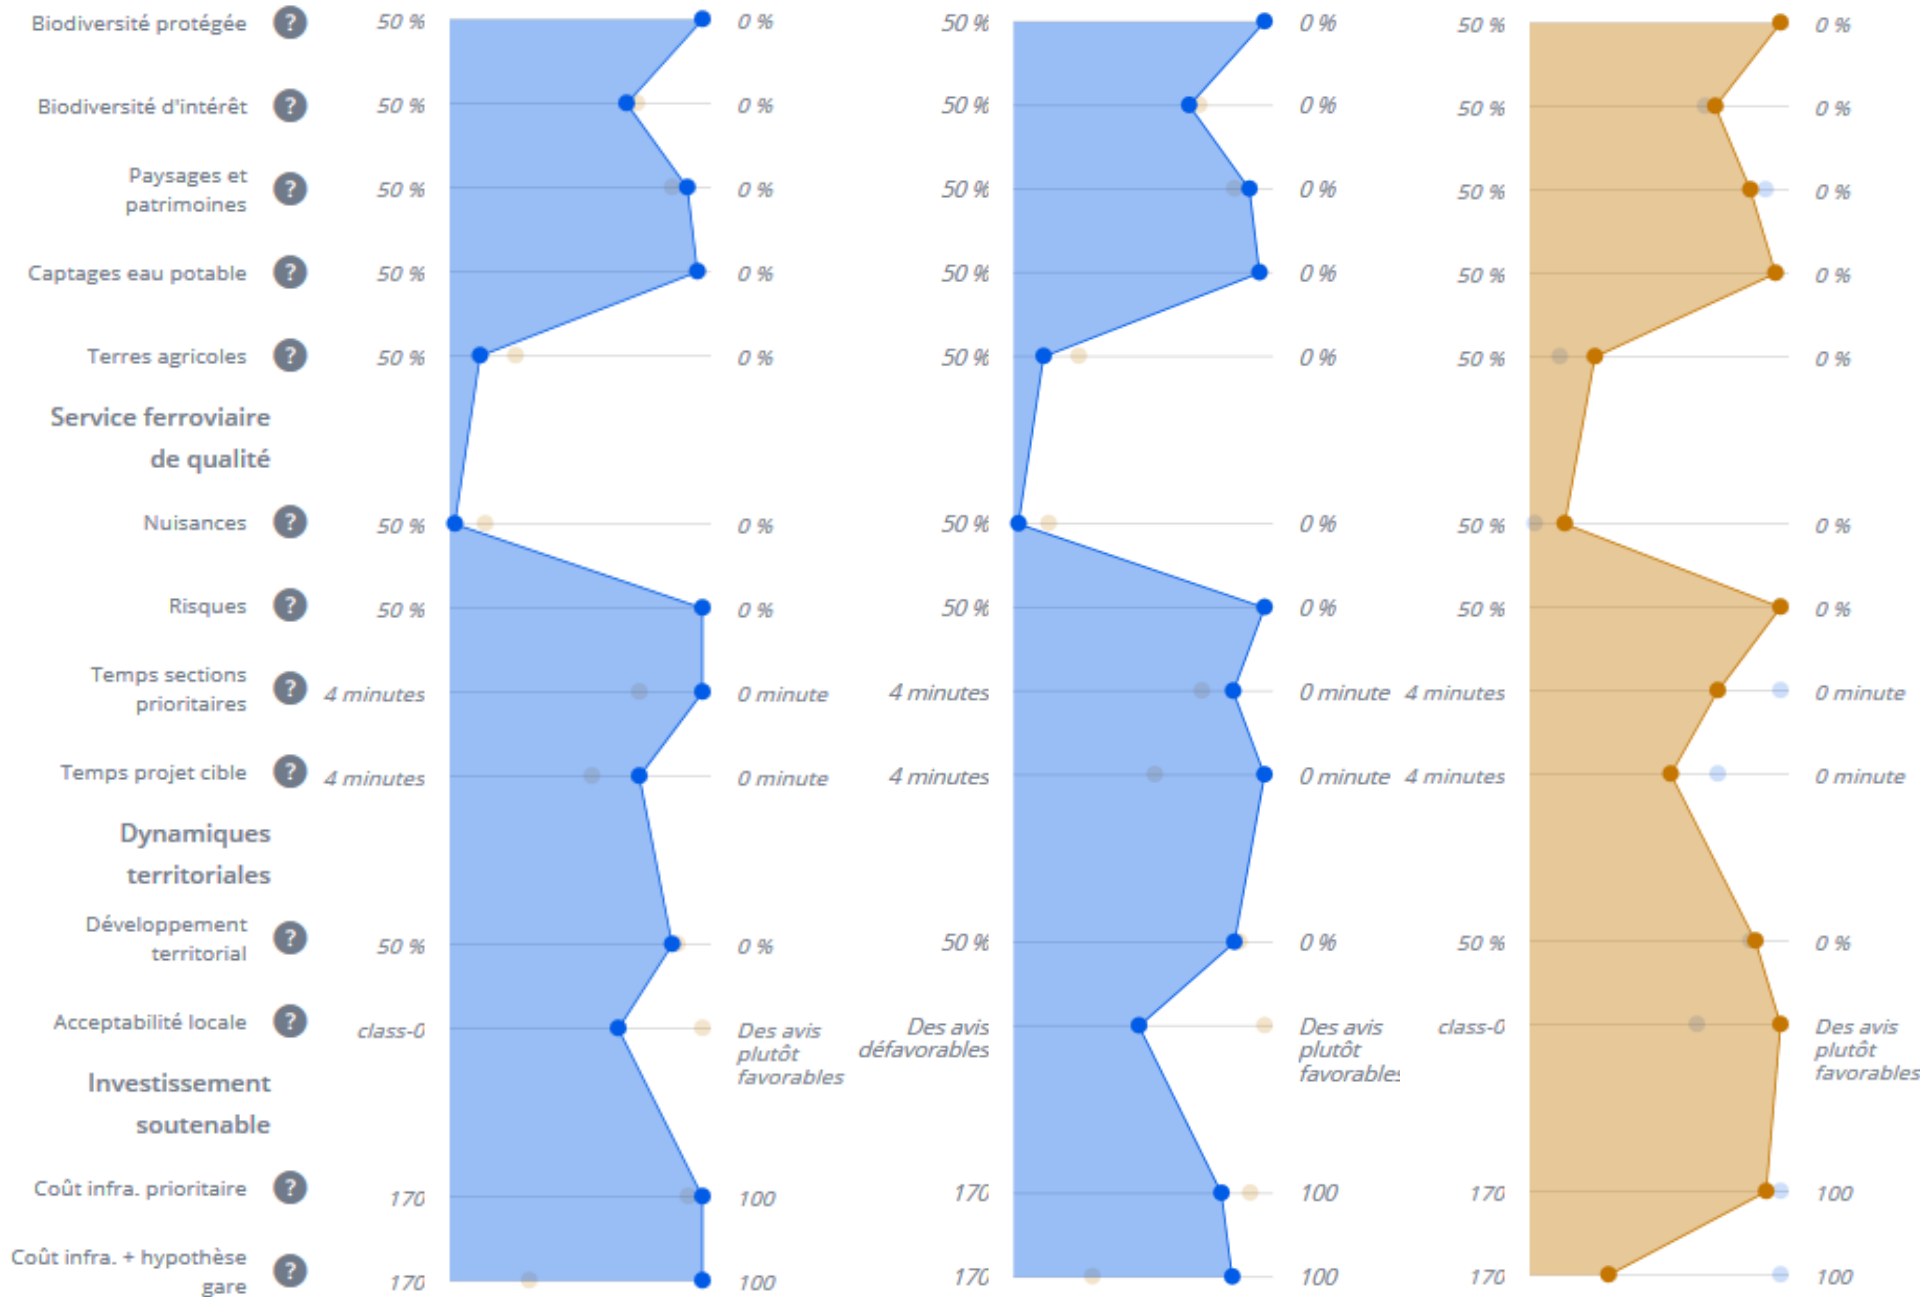 Biodiversité protégée ? 50 % 0 % 50 % 0 % 50 % 0 %
Biodiversité d'intérêt ? 50 % 0 % 50 % 0 % 50 % 0 %
Paysages et
patrimoines ? 50 % 0 % 50 % 0 % 50 % 0 %
Captages eau potable ? 50 % 0 % 50 % 0 % 50 % 0 %
Terres agricoles ? 50 % 0 % 50 % 0 % 50 % 0 %
Service ferroviaire
de qualité
Nuisances ? 50 % 0 % 50 % 0 % 50 % 0 %
Risques ? 50 % 0 % 50 % 0 % 50 % 0 %
Temps sections
prioritaires ? 4 minutes 0 minute 4 minutes 0 minute 4 minutes 0 minute
Temps projet cible ? 4 minutes 0 minute 4 minutes 0 minute 4 minutes 0 minute
Dynamiques
territoriales
Développement
territorial ? 50 % 0 % 50 % 0 % 50 % 0 %
Acceptabilité locale ? class-0 Des avis Des avis Des avis class-0 Des avis
plutôt défavorables plutôt plutôt
favorables favorables favorables
Investissement
soutenable
Coût infra. prioritaire ? 170 100 170 100 170 100
Coût infra. + hypothèse
gare ? 170 100 170 100 170 100